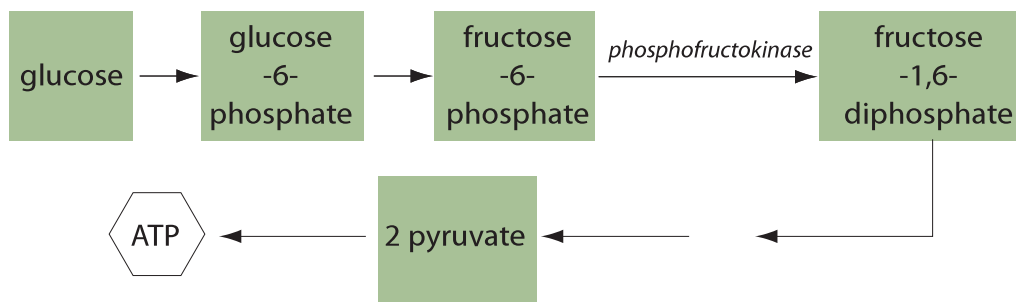 glucose
glucose
-6-
phosphate
fructose
-6-
phosphate
phosphofructokinase
fructose
-1,6-
diphosphate
ATP
2 pyruvate